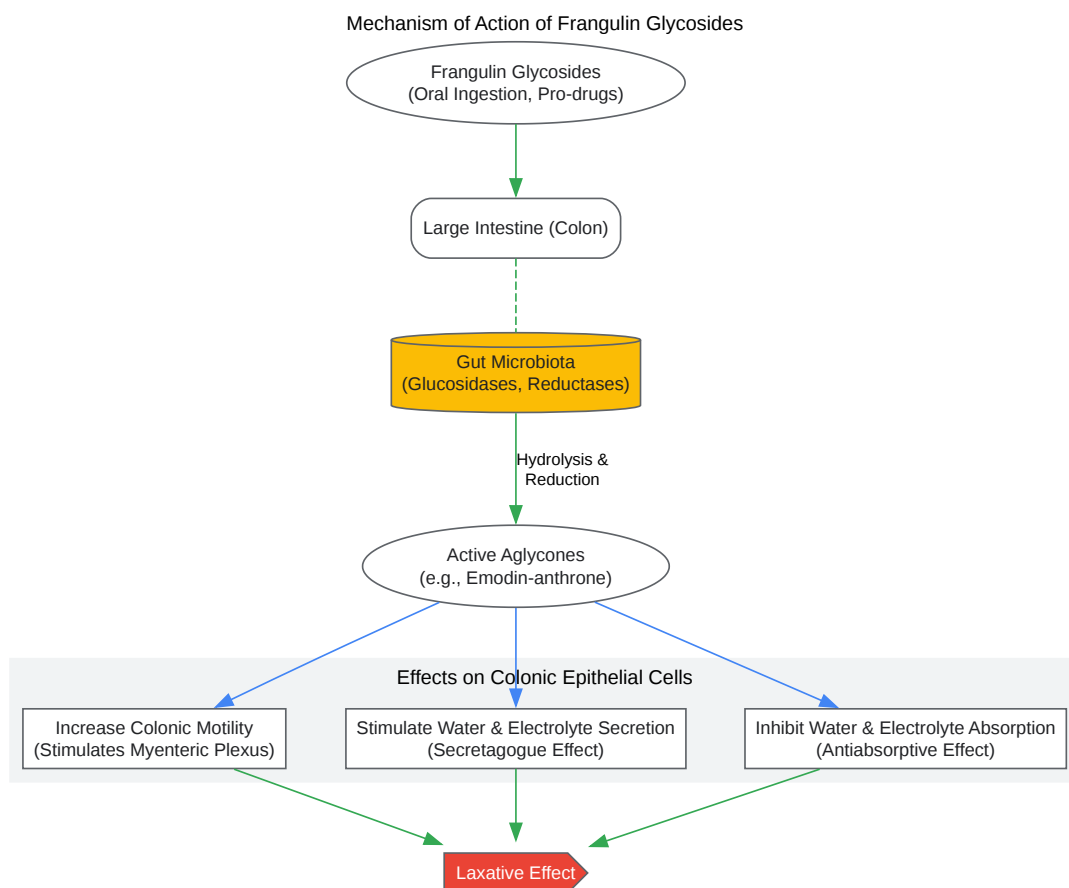 Mechanism of Action of Frangulin Glycosides
Frangulin Glycosides
(Oral Ingestion, Pro-drugs)
Large Intestine (Colon)
Gut Microbiota
(Glucosidases, Reductases)
Hydrolysis &
Reduction
Active Aglycones
(e.g., Emodin-anthrone)
Effects on Colonic Epithelial Cells
Increase Colonic Motility
(Stimulates Myenteric Plexus)
Stimulate Water & Electrolyte Secretion
(Secretagogue Effect)
Inhibit Water & Electrolyte Absorption
(Antiabsorptive Effect)
Laxative Effect